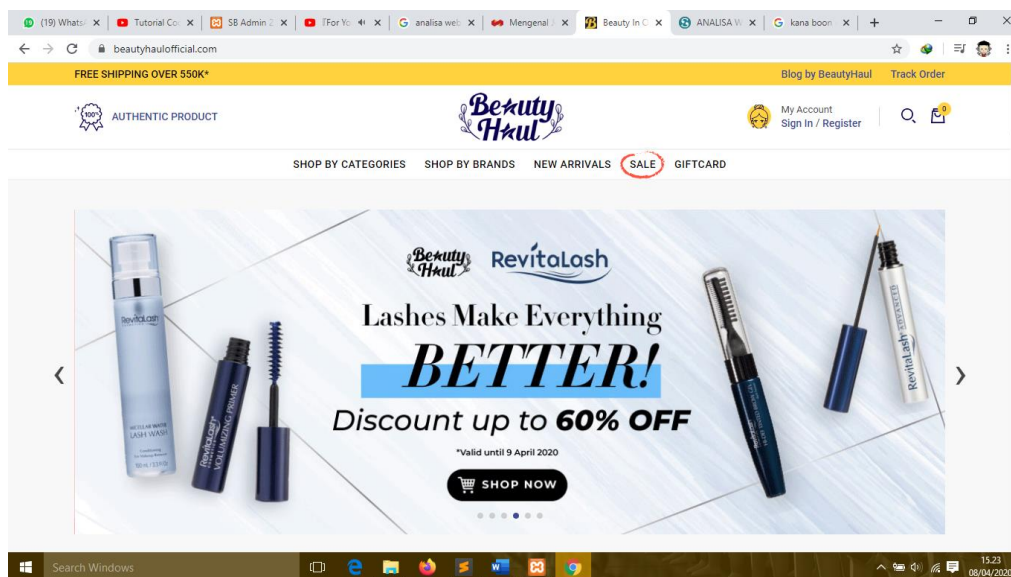 (19) WhatsA
Tutorial Co
SB Admin 2
analisa web
Mengenal
Beauty In C
ANALISA W
kana boon
beautyhaulofficial.com
FREE SHIPPING OVER 550K*
Blog by BeautyHaul Track Order
100%
AUTHENTIC PRODUCT
Beauty
Haul
My Account
Sign In / Register
0
SHOP BY CATEGORIES SHOP BY BRANDS NEW ARRIVALS SALE GIFTCARD
Beauty
Haul
RevitaLash
Lashes Make Everything
BETTER!
Discount up to 60% OFF
*Valid until 9 April 2020
SHOP NOW
RevitaLash
MICELLAR WATER
LASH WASH
RevitaLash
VOLUMIZING PRIMER
RevitaLash ADVANCED
Search Windows
15.23
08/04/2020